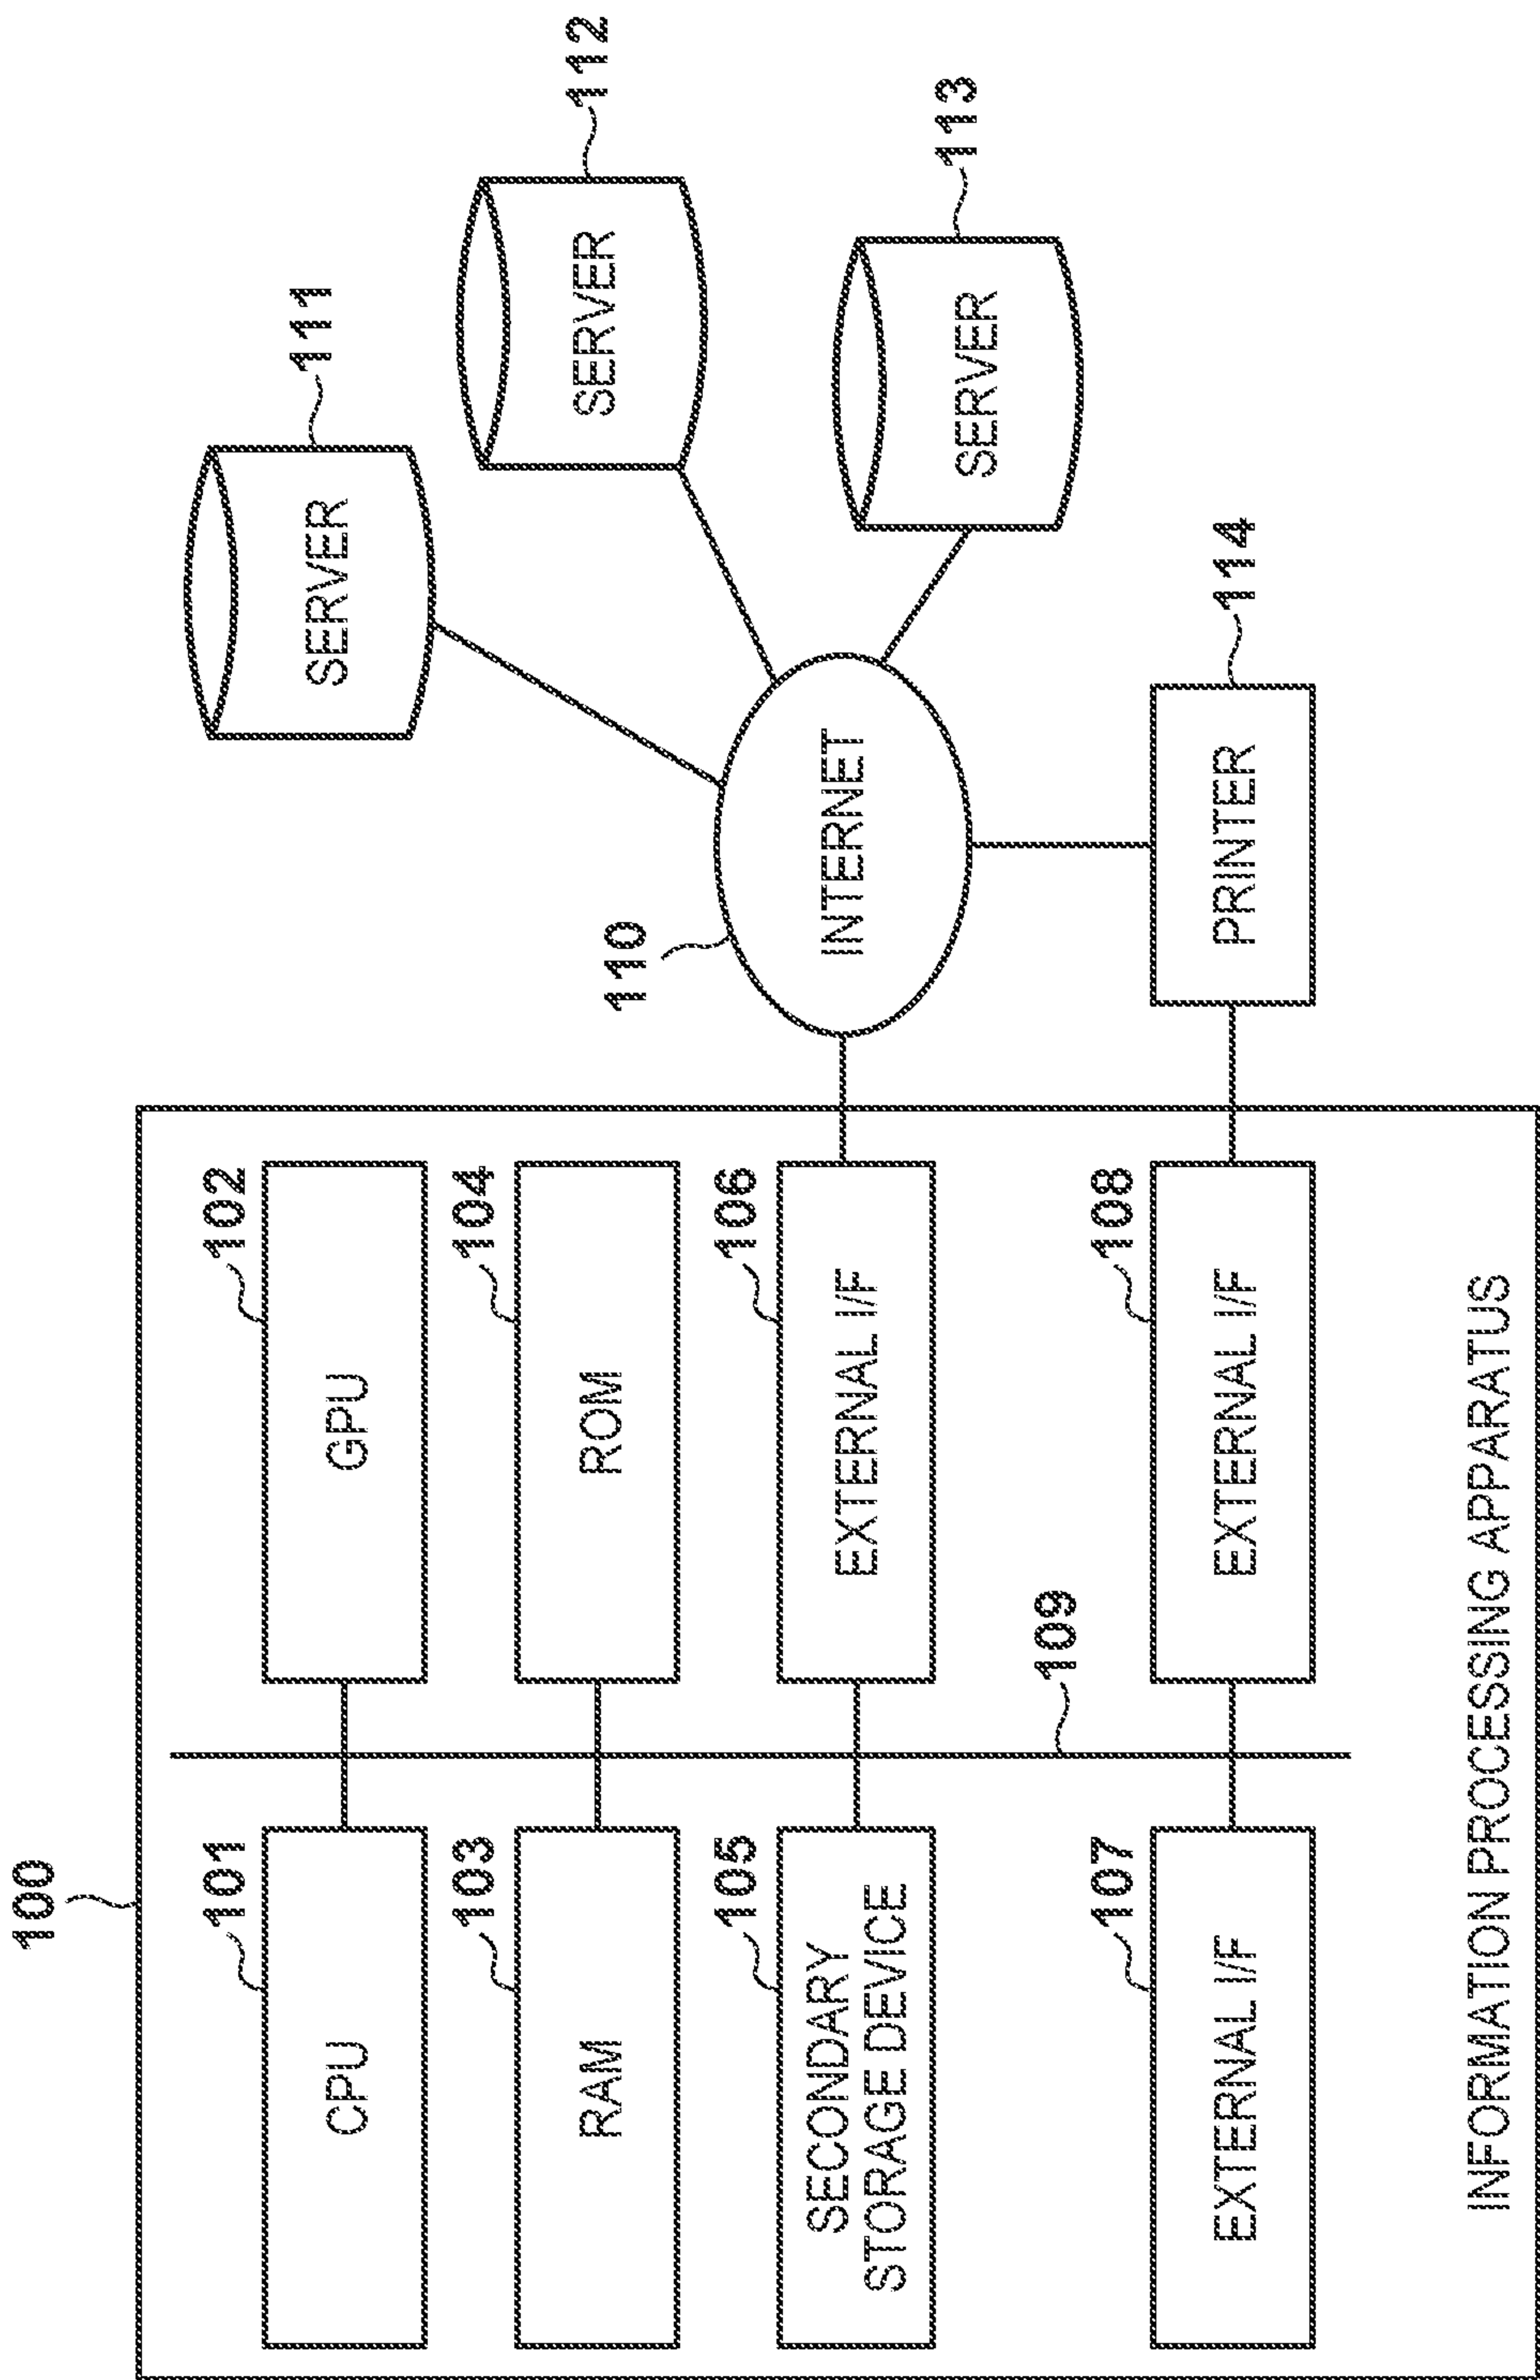 100
101
CPU
102
GPU
103
RAM
104
ROM
105
SECONDARY
STORAGE DEVICE
106
EXTERNAL I/F
107
EXTERNAL I/F
108
EXTERNAL I/F
109
INFORMATION PROCESSING APPARATUS
110
INTERNET
111
SERVER
112
SERVER
113
SERVER
114
PRINTER